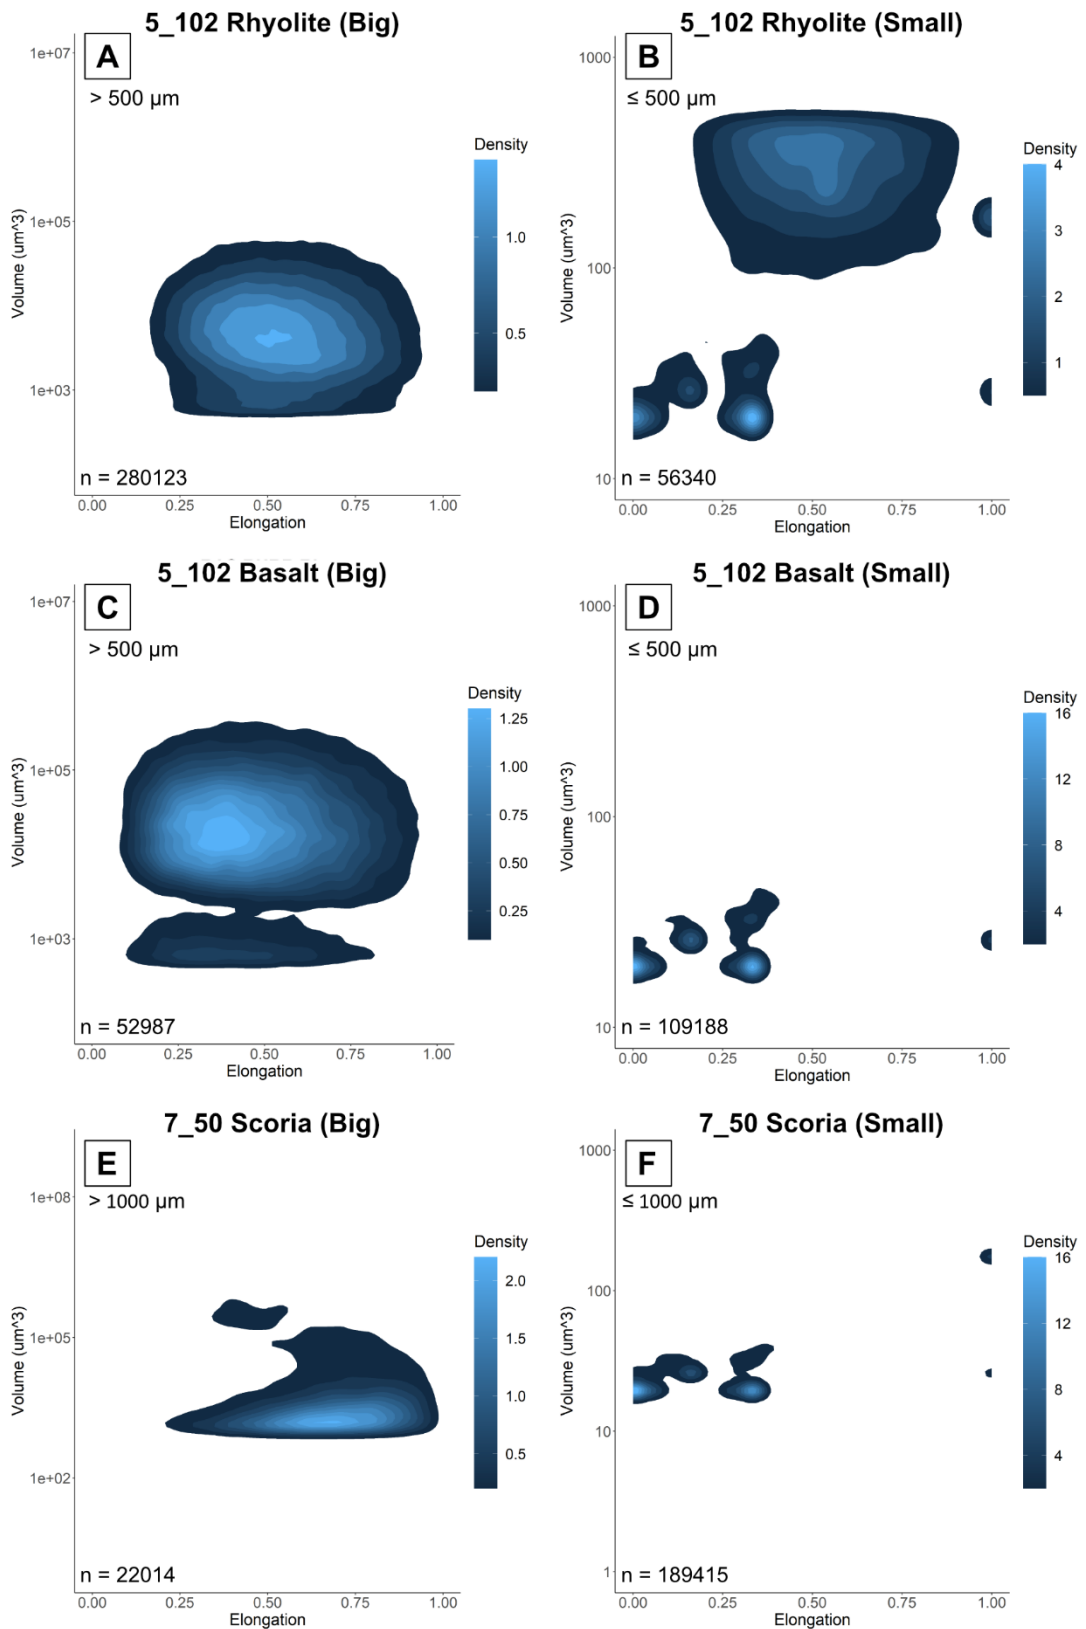 5_102 Rhyolite (Big)
A
> 500 µm
1e+07
1e+05
1e+03
Volume (um^3)
Density
1.0
0.5
n = 280123
0.00 0.25 0.50 0.75 1.00
Elongation
5_102 Rhyolite (Small)
B
≤ 500 µm
1000
100
10
Volume (um^3)
Density
4
3
2
1
n = 56340
0.00 0.25 0.50 0.75 1.00
Elongation
5_102 Basalt (Big)
C
> 500 µm
1e+07
1e+05
1e+03
Volume (um^3)
Density
1.25
1.00
0.75
0.50
0.25
n = 52987
0.00 0.25 0.50 0.75 1.00
Elongation
5_102 Basalt (Small)
D
≤ 500 µm
1000
100
10
Volume (um^3)
Density
16
12
8
4
n = 109188
0.00 0.25 0.50 0.75 1.00
Elongation
7_50 Scoria (Big)
E
> 1000 µm
1e+08
1e+05
1e+02
Volume (um^3)
Density
2.0
1.5
1.0
0.5
n = 22014
0.00 0.25 0.50 0.75 1.00
Elongation
7_50 Scoria (Small)
F
≤ 1000 µm
1000
100
10
1
Volume (um^3)
Density
16
12
8
4
n = 189415
0.00 0.25 0.50 0.75 1.00
Elongation